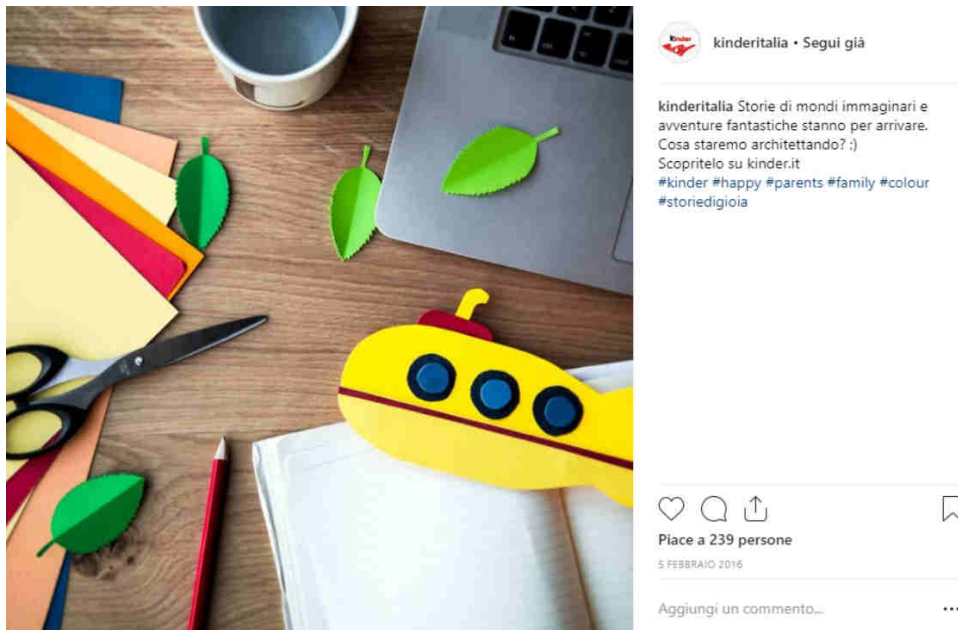 Kinder
kinderitalia • Segui già
kinderitalia Storie di mondi immaginari e
avventure fantastiche stanno per arrivare.
Cosa staremo architettando? :)
Scopritelo su kinder.it
#kinder #happy #parents #family #colour
#storiedigioia
Piace a 239 persone
5 FEBBRAIO 2016
Aggiungi un commento...